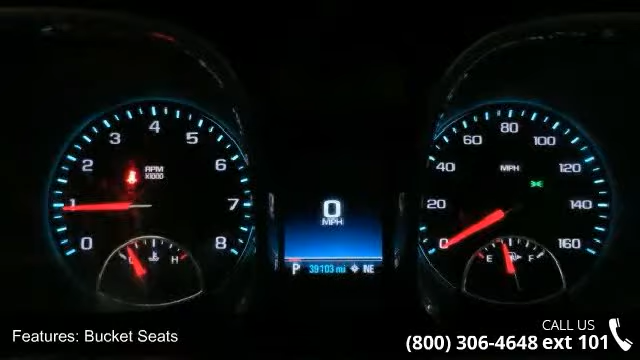 0 1 2 3 4 5 6 7 8
RPM
X1000
C H
0
MPH
P 39103 mi NE
0 20 40 60 80 100 120 140 160
MPH
E F
Features: Bucket Seats
CALL US
(800) 306-4648 ext 101